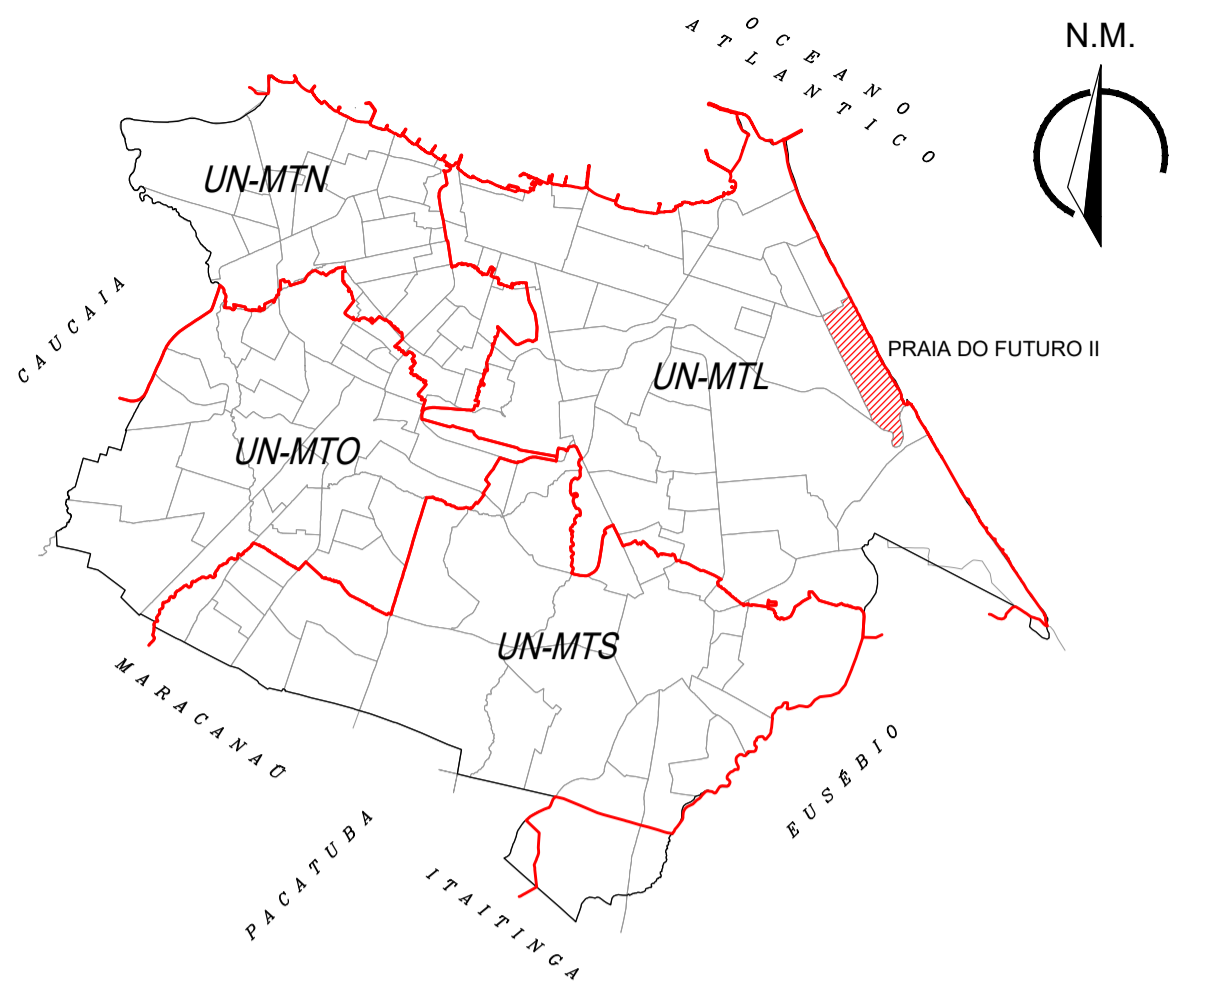 OCEANO
ATLANTICO
N.M.
UN-MTN
CAUCAIA
PRAIA DO FUTURO II
UN-MTL
UN-MTO
UN-MTS
MARACANAÚ
EUSÉBIO
PACATUBA
ITAITINGA